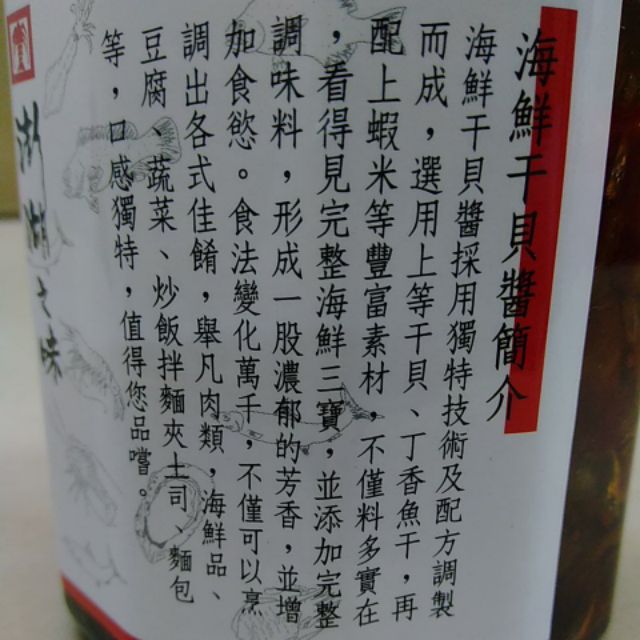 海鮮干貝醬簡介
海鮮干貝醬採用獨特技術及配方調製
而成，選用上等干貝、丁香魚干，再
配上蝦米等豐富素材，不僅料多實在
，看得見完整海鮮三寶，並添加完整
調味料，形成一股濃郁的芳香，並增
加食慾。食法變化萬千，不僅可以烹
調出各式佳餚，舉凡肉類，海鮮品、
豆腐、蔬菜、炒飯拌麵夾土司、麵包
等，口感獨特，值得您品嚐。
湖之味